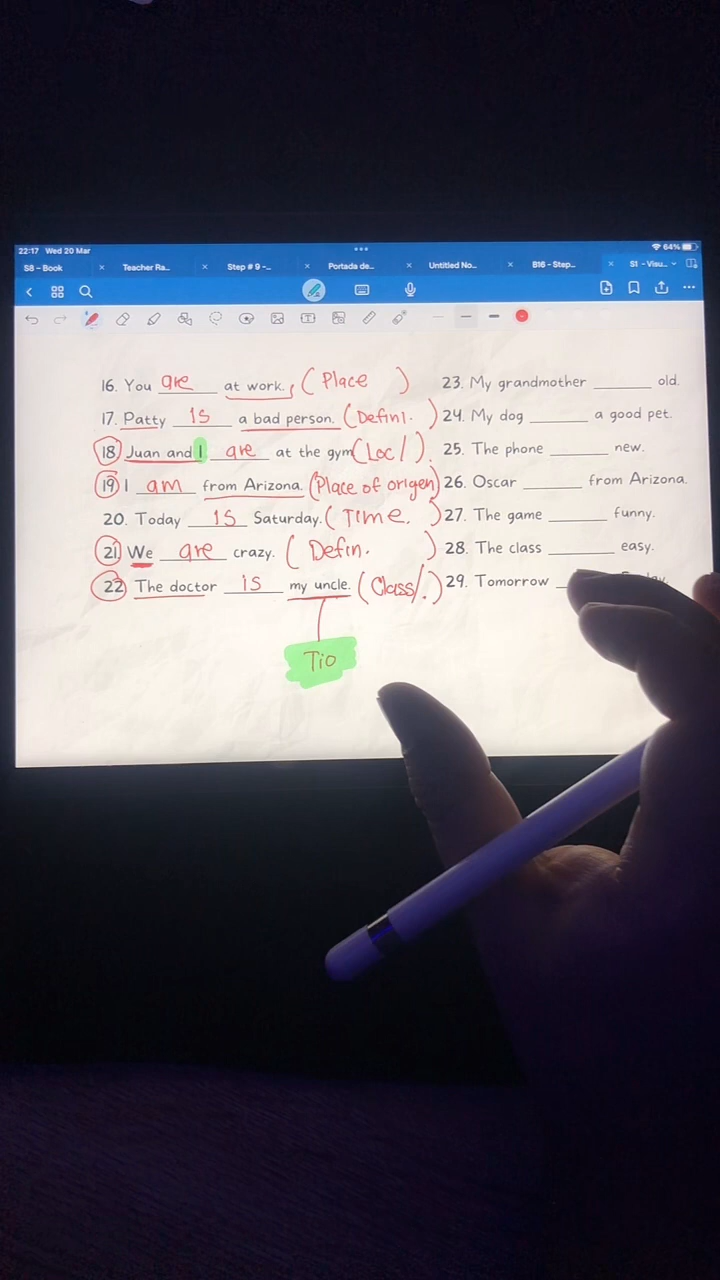 22:17 Wed 20 Mar
64%
S8 - Book
Teacher Ra...
Step # 9 -...
Portada de...
Untitled No...
B16 - Step...
S1 - Visu...
16. You are at work. (Place)
17. Patty is a bad person. (Defini.)
18 Juan and I are at the gym (Loc/).
19 I am from Arizona. (Place of origen)
20. Today is Saturday. (Time.)
21. We are crazy. (Defin.)
22 The doctor is my uncle. (Class/.)
Tio
23. My grandmother ______ old.
24. My dog ______ a good pet.
25. The phone ______ new.
26. Oscar ______ from Arizona.
27. The game ______ funny.
28. The class ______ easy.
29. Tomorrow